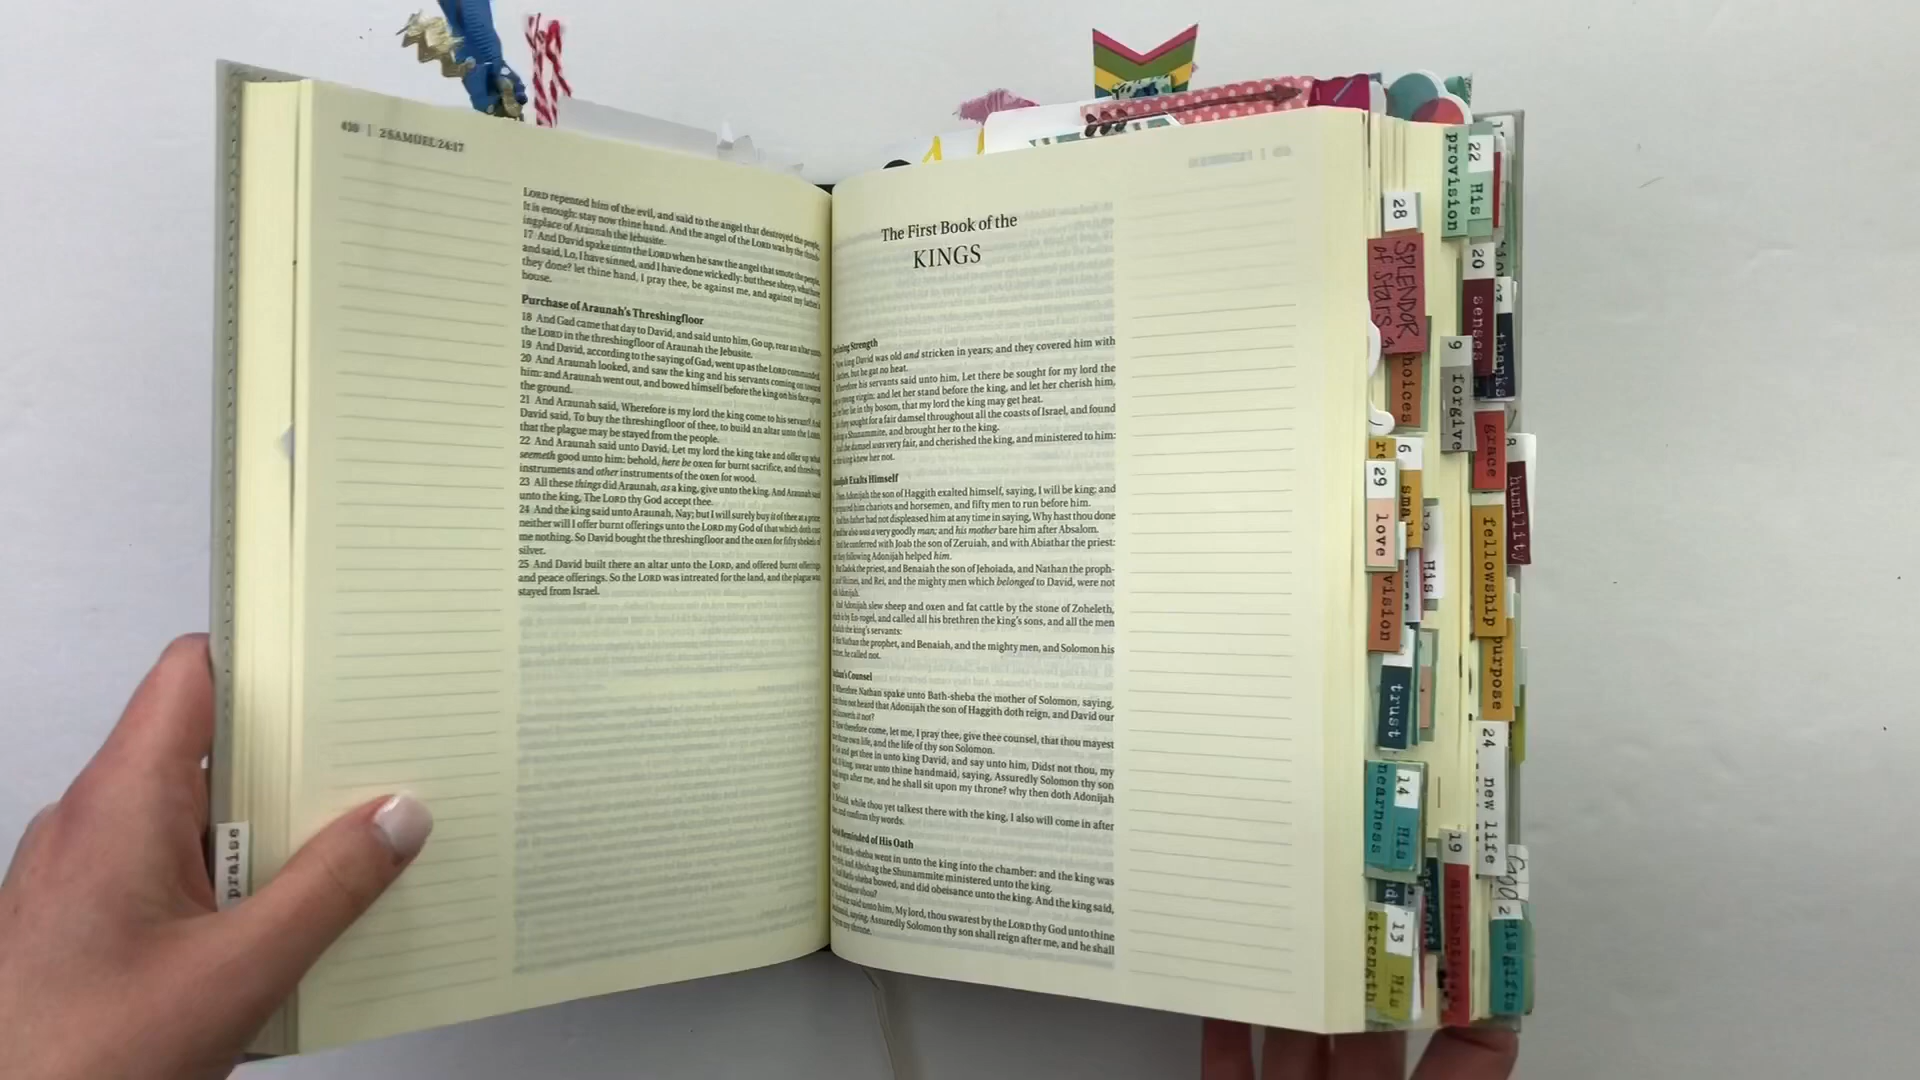 410 | 2 SAMUEL 24:17
LORD repented him of the evil, and said to the angel that destroyed the people,
It is enough: stay now thine hand. And the angel of the LORD was by the thresh-
ingplace of Araunah the Jebusite.
17 And David spake unto the LORD when he saw the angel that smote the people,
and said, Lo, I have sinned, and I have done wickedly: but these sheep, what have
they done? let thine hand, I pray thee, be against me, and against my father's
house.
Purchase of Araunah's Threshingfloor
18 And Gad came that day to David, and said unto him, Go up, rear an altar unto
the LORD in the threshingfloor of Araunah the Jebusite.
19 And David, according to the saying of Gad, went up as the LORD commanded.
20 And Araunah looked, and saw the king and his servants coming on toward
him: and Araunah went out, and bowed himself before the king on his face upon
the ground.
21 And Araunah said, Wherefore is my lord the king come to his servant? And
David said, To buy the threshingfloor of thee, to build an altar unto the LORD,
that the plague may be stayed from the people.
22 And Araunah said unto David, Let my lord the king take and offer up what
seemeth good unto him: behold, here be oxen for burnt sacrifice, and threshing
instruments and other instruments of the oxen for wood.
23 All these things did Araunah, as a king, give unto the king. And Araunah said
unto the king, The LORD thy God accept thee.
24 And the king said unto Araunah, Nay; but I will surely buy it of thee at a price:
neither will I offer burnt offerings unto the LORD my God of that which doth cost
me nothing. So David bought the threshingfloor and the oxen for fifty shekels of
silver.
25 And David built there an altar unto the LORD, and offered burnt offerings
and peace offerings. So the LORD was intreated for the land, and the plague was
stayed from Israel.
The First Book of the
KINGS
Strength
king David was old and stricken in years; and they covered him with
but he gat no heat.
his servants said unto him, Let there be sought for my lord the
young virgin: and let her stand before the king, and let her cherish him,
let her lie in thy bosom, that my lord the king may get heat.
they sought for a fair damsel throughout all the coasts of Israel, and found
a Shunammite, and brought her to the king.
And the damsel was very fair, and cherished the king, and ministered to him:
the king knew her not.
Exalts Himself
Then Adonijah the son of Haggith exalted himself, saying, I will be king: and
him chariots and horsemen, and fifty men to run before him.
And his father had not displeased him at any time in saying, Why hast thou done
and he also was a very goodly man; and his mother bare him after Absalom.
And he conferred with Joab the son of Zeruiah, and with Abiathar the priest:
they following Adonijah helped him.
But Zadok the priest, and Benaiah the son of Jehoiada, and Nathan the proph-
and Shimei, and Rei, and the mighty men which belonged to David, were not
Adonijah.
And Adonijah slew sheep and oxen and fat cattle by the stone of Zoheleth,
which is by En-rogel, and called all his brethren the king's sons, and all the men
the king's servants:
But Nathan the prophet, and Benaiah, and the mighty men, and Solomon his
he called not.
Counsel
Wherefore Nathan spake unto Bath-sheba the mother of Solomon, saying,
thou not heard that Adonijah the son of Haggith doth reign, and David our
knoweth it not?
Now therefore come, let me, I pray thee, give thee counsel, that thou mayest
thine own life, and the life of thy son Solomon.
Go and get thee in unto king David, and say unto him, Didst not thou, my
king, swear unto thine handmaid, saying, Assuredly Solomon thy son
reign after me, and he shall sit upon my throne? why then doth Adonijah
Behold, while thou yet talkest there with the king, I also will come in after
and confirm thy words.
Reminded of His Oath
And Bath-sheba went in unto the king into the chamber: and the king was
and Abishag the Shunammite ministered unto the king.
And Bath-sheba bowed, and did obeisance unto the king. And the king said,
And she said unto him, My lord, thou swarest by the LORD thy God unto thine
saying, Assuredly Solomon thy son shall reign after me, and he shall
my throne.
praise
22 His
provision
28
SPLENDOR
of STARS
20
senses
thanks
9
forgive
grace
8
humility
6
small
29
love
His
vision
fellowship
purpose
trust
24
new life
14 His
nearness
19
13 His
strength
2
His gifts